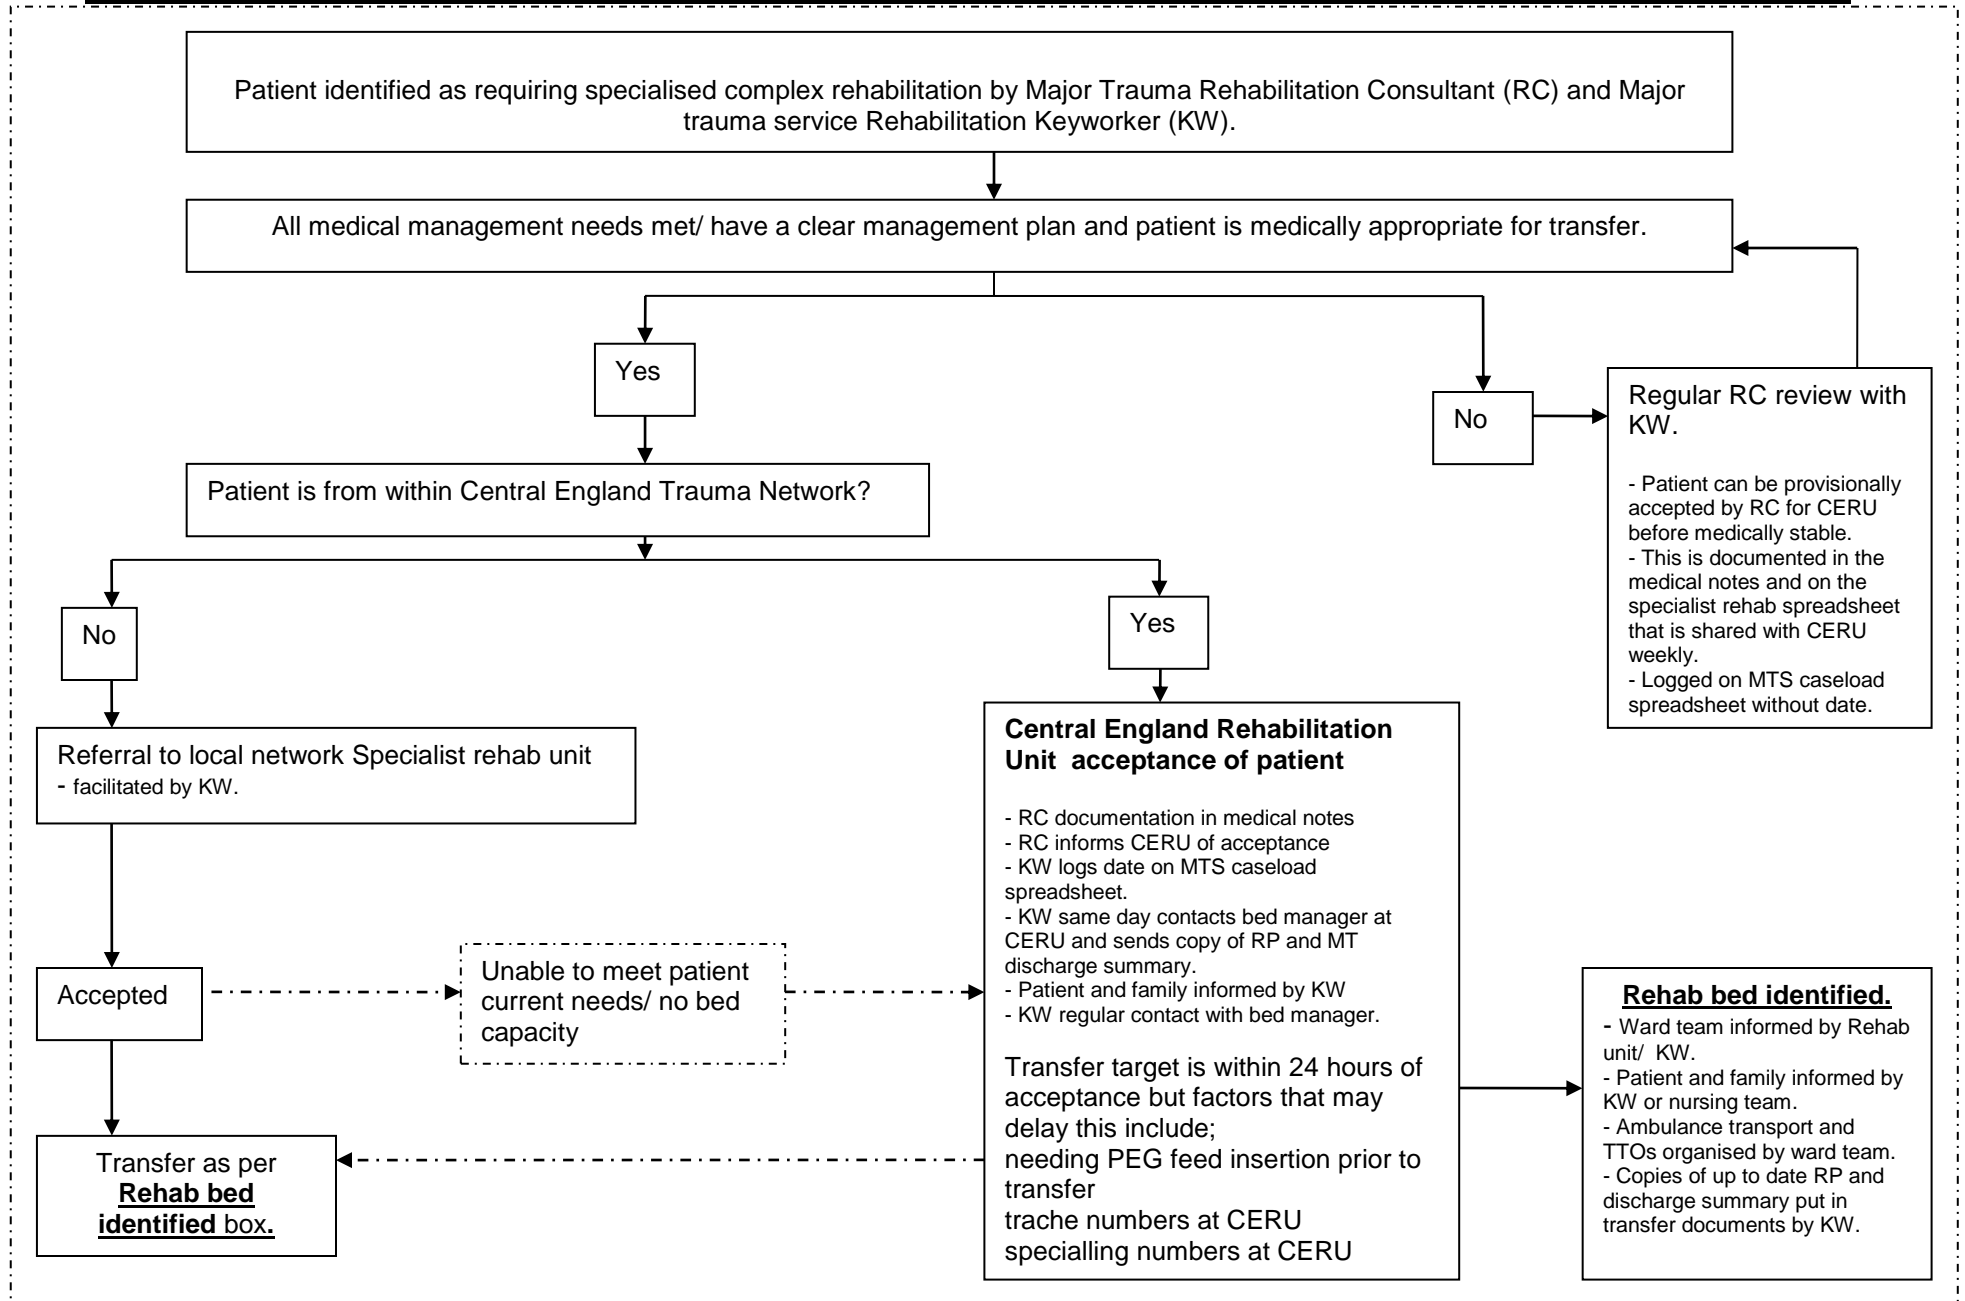 Patient identified as requiring specialised complex rehabilitation by Major Trauma Rehabilitation Consultant (RC) and Major
trauma service Rehabilitation Keyworker (KW).
All medical management needs met/ have a clear management plan and patient is medically appropriate for transfer.
Yes
No
Regular RC review with
KW.
- Patient can be provisionally
accepted by RC for CERU
before medically stable.
- This is documented in the
medical notes and on the
specialist rehab spreadsheet
that is shared with CERU
weekly.
- Logged on MTS caseload
spreadsheet without date.
Patient is from within Central England Trauma Network?
No
Yes
Referral to local network Specialist rehab unit
- facilitated by KW.
Accepted
Unable to meet patient
current needs/ no bed
capacity
Transfer as per
Rehab bed
identified box.
Central England Rehabilitation
Unit  acceptance of patient
- RC documentation in medical notes
- RC informs CERU of acceptance
- KW logs date on MTS caseload
spreadsheet.
- KW same day contacts bed manager at
CERU and sends copy of RP and MT
discharge summary.
- Patient and family informed by KW
- KW regular contact with bed manager.
Transfer target is within 24 hours of
acceptance but factors that may
delay this include;
needing PEG feed insertion prior to
transfer
trache numbers at CERU
specialling numbers at CERU
Rehab bed identified.
- Ward team informed by Rehab
unit/  KW.
- Patient and family informed by
KW or nursing team.
- Ambulance transport and
TTOs organised by ward team.
- Copies of up to date RP and
discharge summary put in
transfer documents by KW.